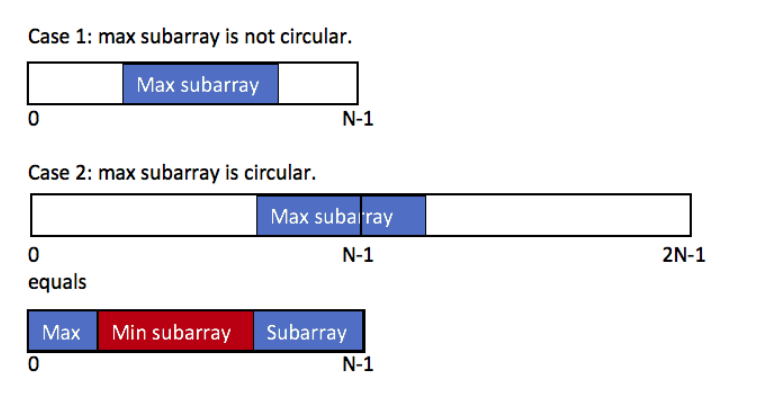 Case 1: max subarray is not circular.
Max subarray
0 N-1
Case 2: max subarray is circular.
Max subarray
0 N-1 2N-1
equals
Max Min subarray Subarray
0 N-1